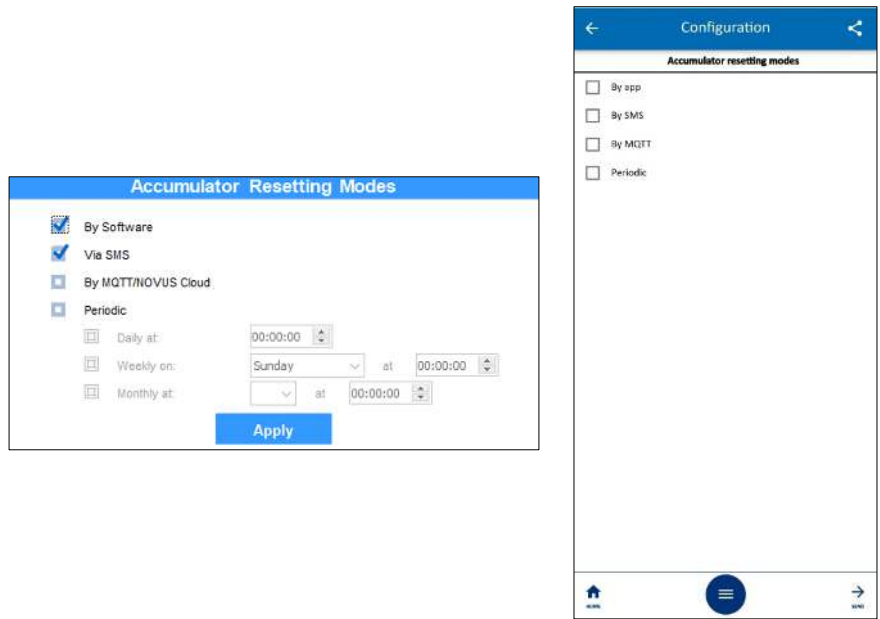 Accumulator Resetting Modes
By Software
Via SMS
By MQTT/NOVUS Cloud
Periodic
Daily at: 00:00:00
Weekly on: Sunday at 00:00:00
Monthly at: at 00:00:00
Apply
Configuration
Accumulator resetting modes
By app
By SMS
By MQTT
Periodic
HOME
SEND